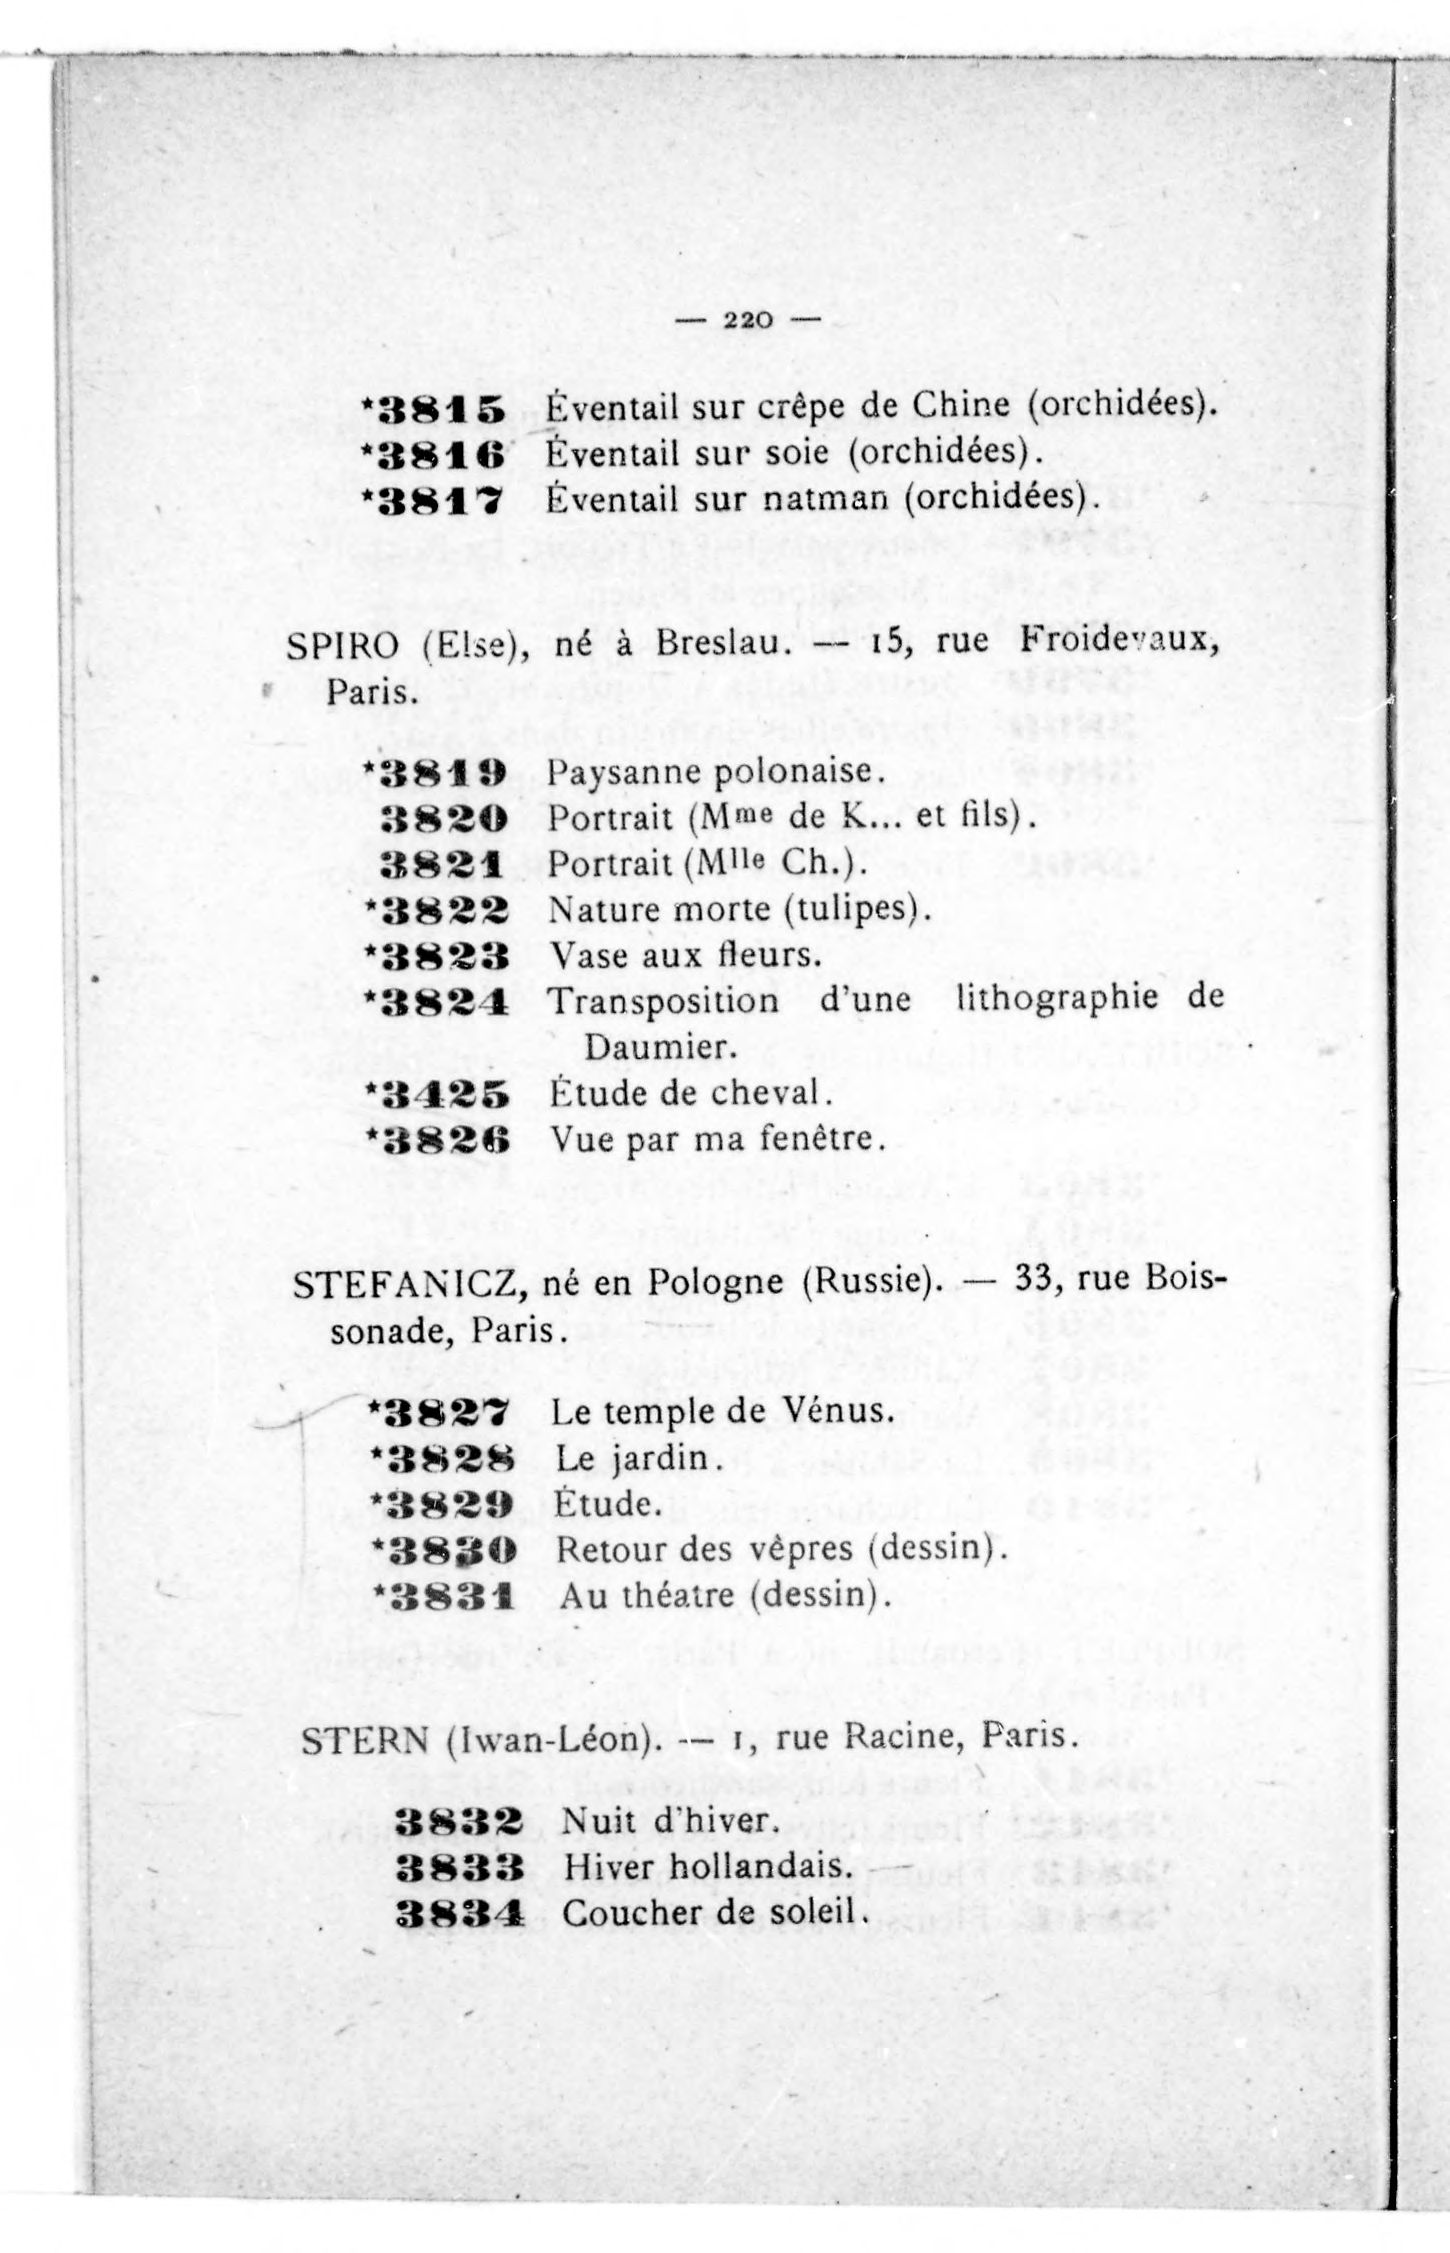 — 220 —
*3815 Éventail sur crêpe de Chine (orchidées).
*3816 Éventail sur soie (orchidées).
*3817 Éventail sur natman (orchidées).
SPIRO (Else), né à Breslau. — 15, rue Froidevaux,
Paris.
*3819 Paysanne polonaise.
3820 Portrait (Mme de K... et fils).
3821 Portrait (Mlle Ch.).
*3822 Nature morte (tulipes).
*3823 Vase aux fleurs.
*3824 Transposition d'une lithographie de
Daumier.
*3425 Étude de cheval.
*3826 Vue par ma fenêtre.
STEFANICZ, né en Pologne (Russie). — 33, rue Bois-
sonade, Paris.
*3827 Le temple de Vénus.
*3828 Le jardin.
*3829 Étude.
*3830 Retour des vêpres (dessin).
*3831 Au théatre (dessin).
STERN (Iwan-Léon). — 1, rue Racine, Paris.
3832 Nuit d'hiver.
3833 Hiver hollandais.
3834 Coucher de soleil.